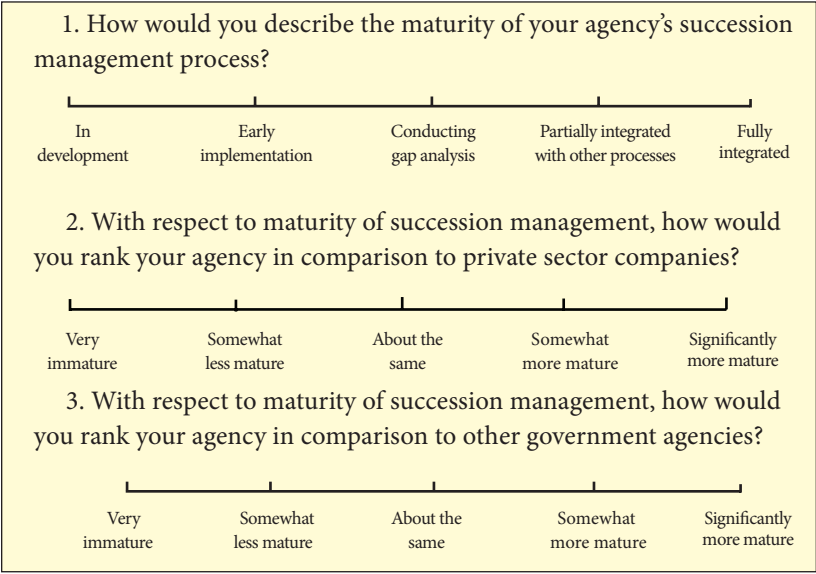 1. How would you describe the maturity of your agency’s succession
management process?
In Early Conducting Partially integrated Fully
development implementation gap analysis with other processes integrated
2. With respect to maturity of succession management, how would
you rank your agency in comparison to private sector companies?
Very Somewhat About the Somewhat Significantly
immature less mature same more mature more mature
3. With respect to maturity of succession management, how would
you rank your agency in comparison to other government agencies?
Very Somewhat About the Somewhat Significantly
immature less mature same more mature more mature